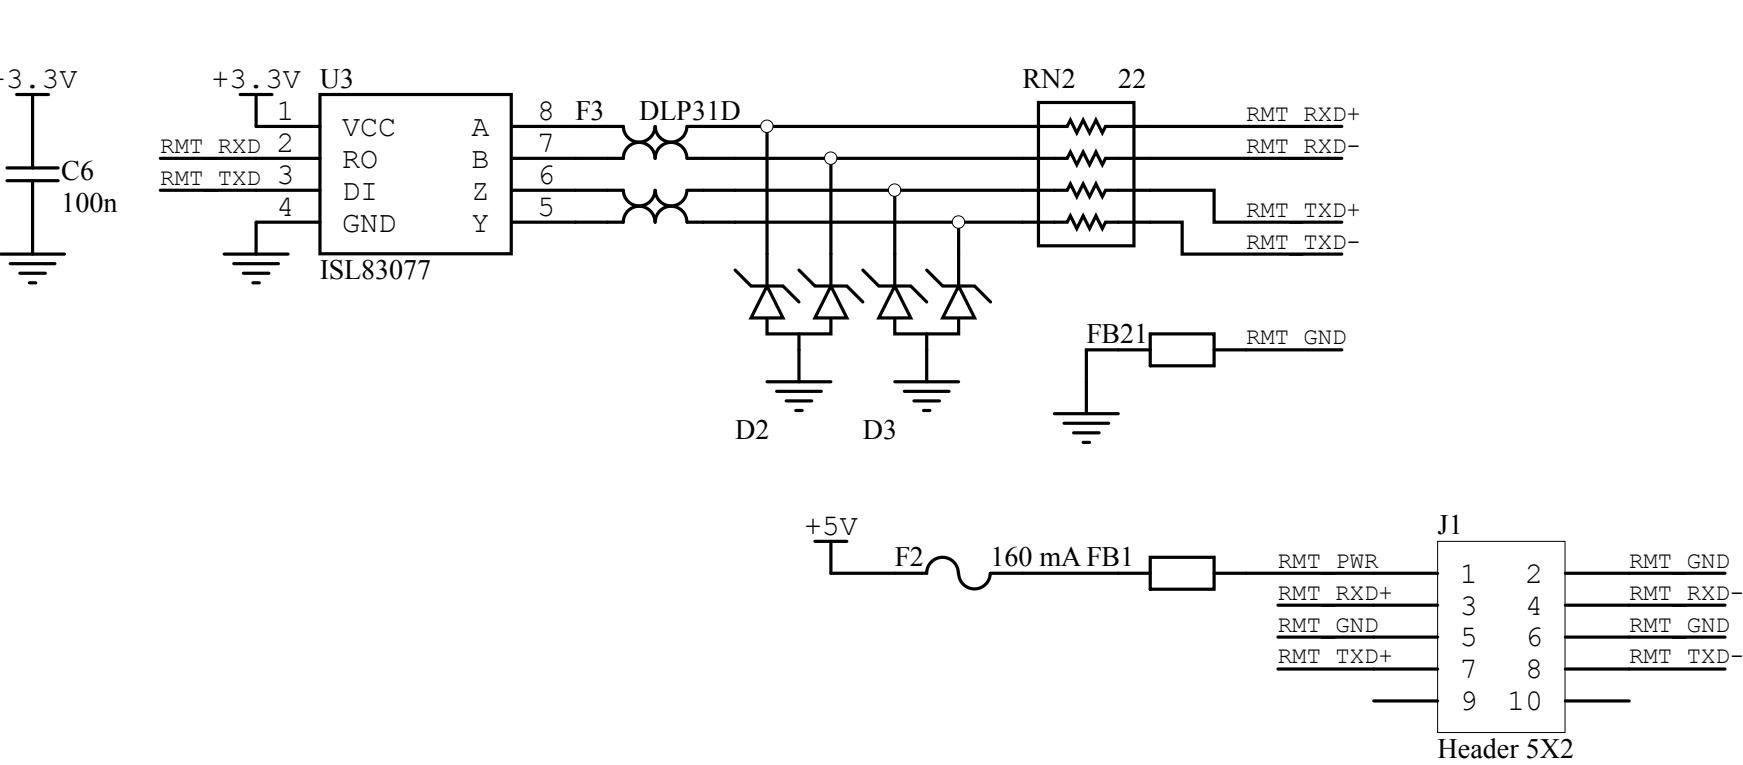 +3.3V
C6
100n
+3.3V U3
1 VCC A 8 F3 DLP31D
RMT RXD 2 RO B 7
RMT TXD 3 DI Z 6
4 GND Y 5
ISL83077
RN2 22
RMT RXD+
RMT RXD-
RMT TXD+
RMT TXD-
D2 D3
FB21 RMT GND
+5V
F2 160 mA FB1
J1
RMT PWR 1 2 RMT GND
RMT RXD+ 3 4 RMT RXD-
RMT GND 5 6 RMT GND
RMT TXD+ 7 8 RMT TXD-
9 10
Header 5X2